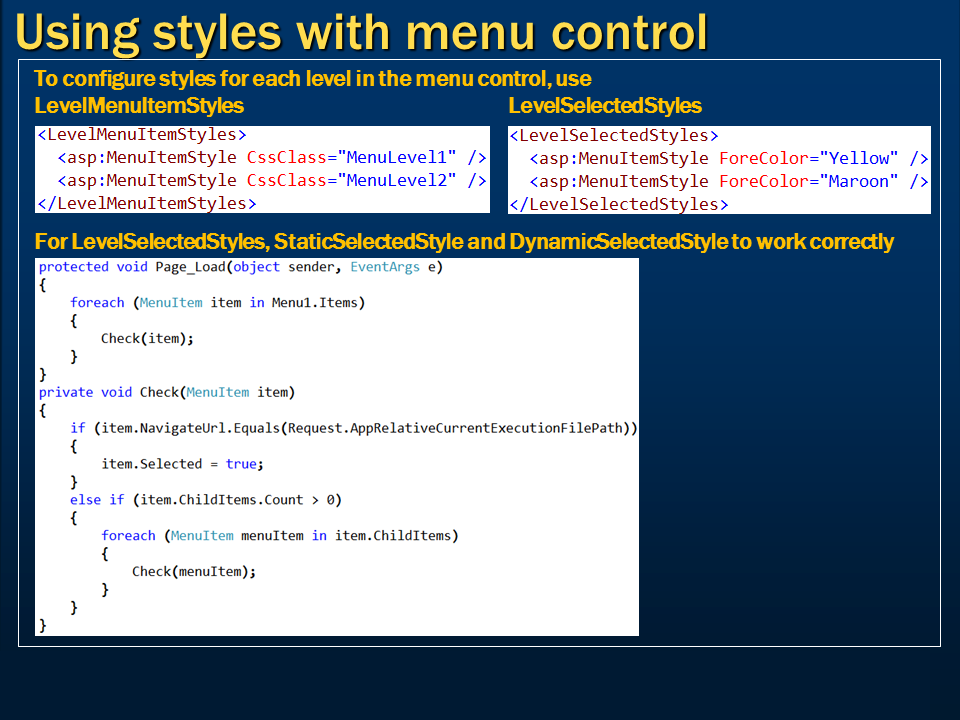 Using styles with menu control
To configure styles for each level in the menu control, use
LevelMenuItemStyles
<LevelMenuItemStyles>
  <asp:MenuItemStyle CssClass="MenuLevel1" />
  <asp:MenuItemStyle CssClass="MenuLevel2" />
</LevelMenuItemStyles>
LevelSelectedStyles
<LevelSelectedStyles>
  <asp:MenuItemStyle ForeColor="Yellow" />
  <asp:MenuItemStyle ForeColor="Maroon" />
</LevelSelectedStyles>
For LevelSelectedStyles, StaticSelectedStyle and DynamicSelectedStyle to work correctly
protected void Page_Load(object sender, EventArgs e)
{
    foreach (MenuItem item in Menu1.Items)
    {
        Check(item);
    }
}
private void Check(MenuItem item)
{
    if (item.NavigateUrl.Equals(Request.AppRelativeCurrentExecutionFilePath))
    {
        item.Selected = true;
    }
    else if (item.ChildItems.Count > 0)
    {
        foreach (MenuItem menuItem in item.ChildItems)
        {
            Check(menuItem);
        }
    }
}